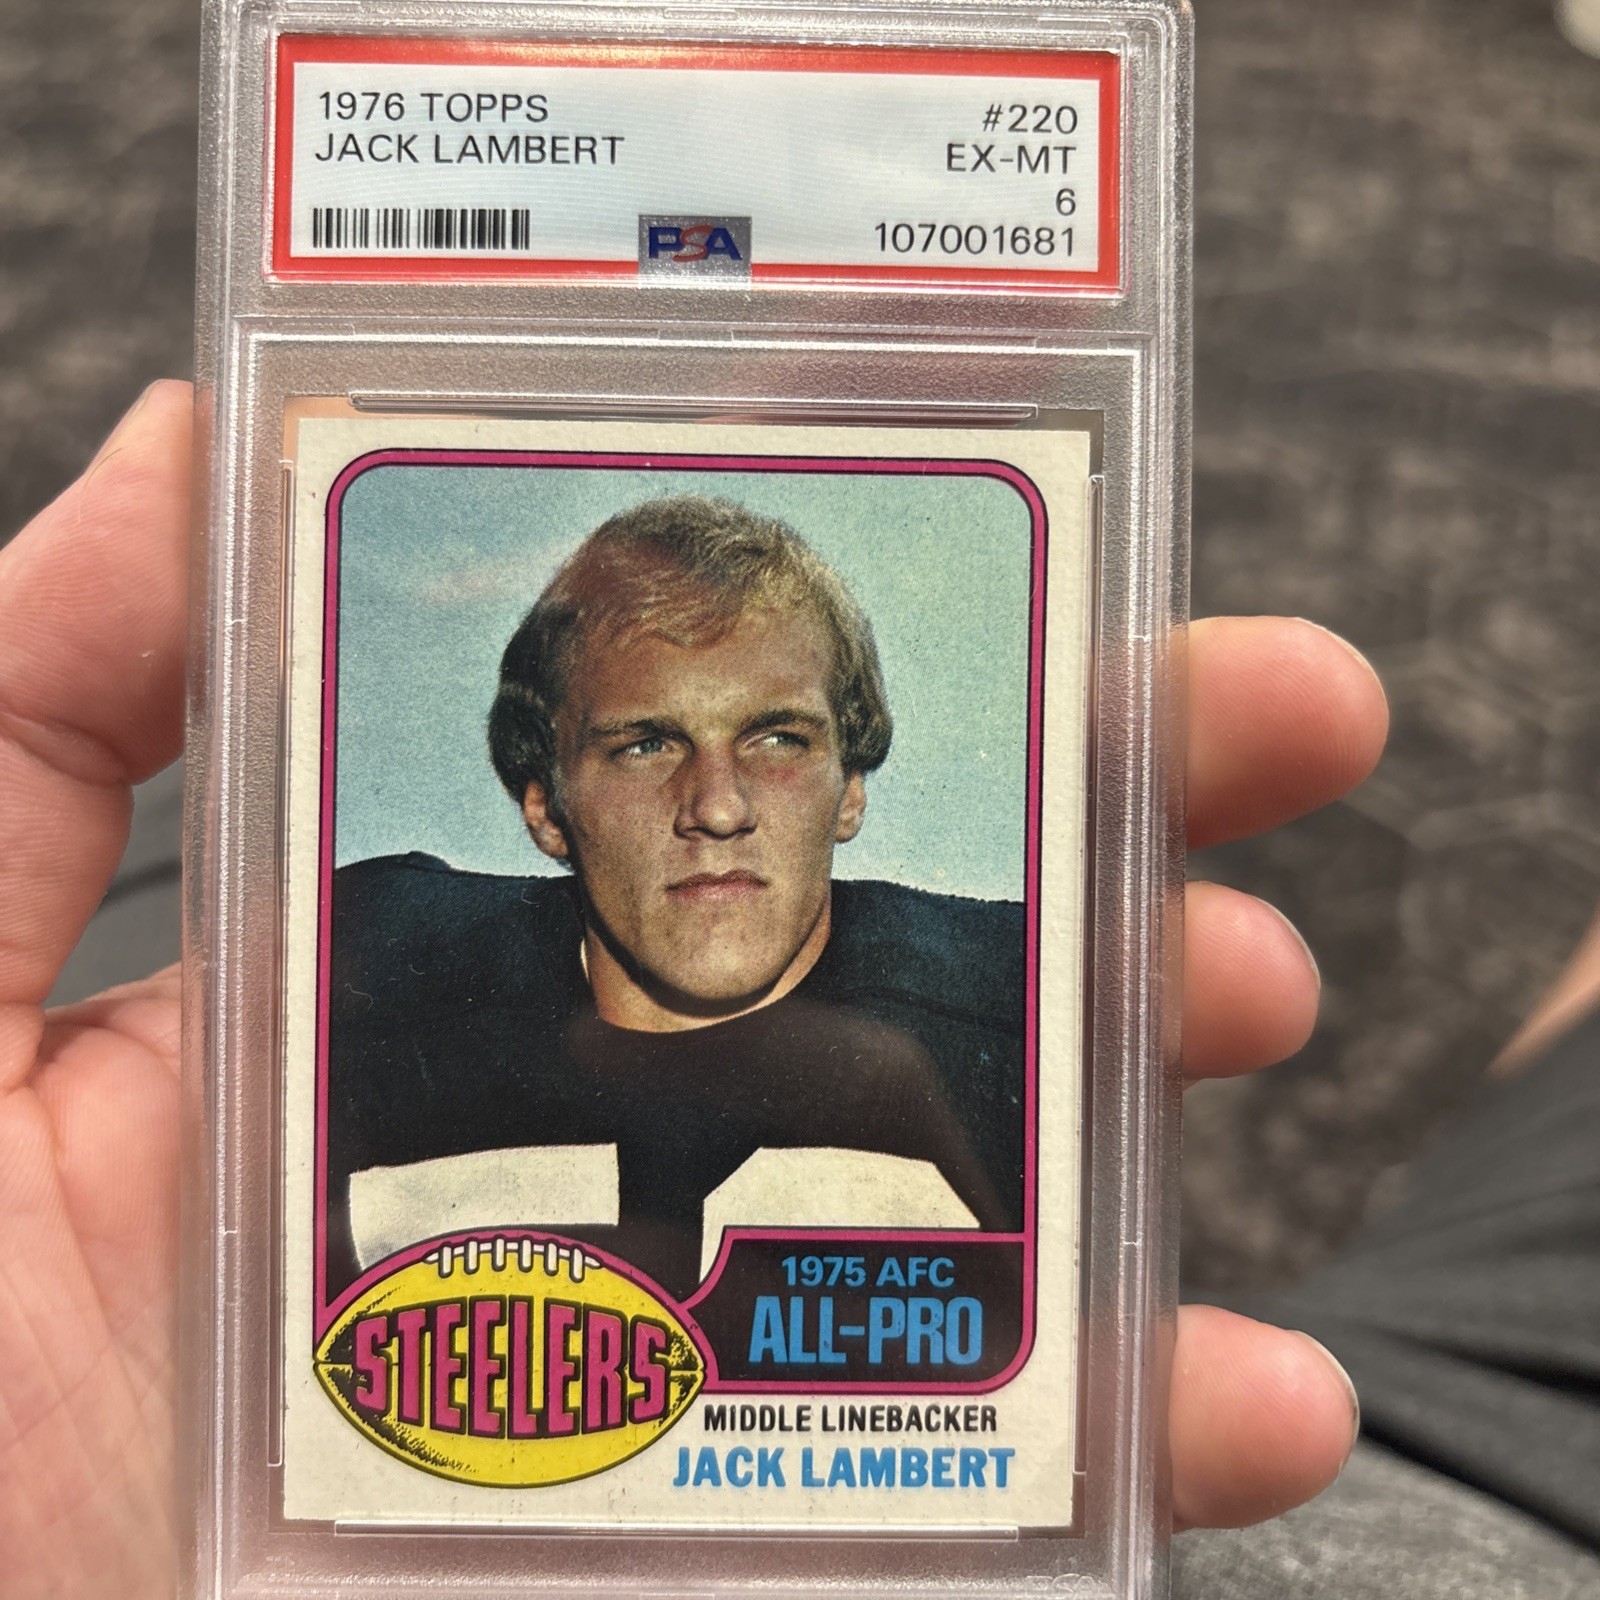 1976 TOPPS
JACK LAMBERT
#220
EX-MT
6
107001681
PSA
STEELERS
1975 AFC
ALL-PRO
MIDDLE LINEBACKER
JACK LAMBERT